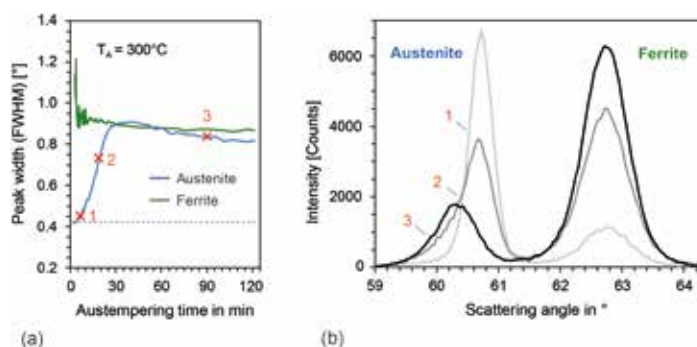 T_A = 300°C
Peak width (FWHM) [°]
1.4
1.2
1.0
0.8
0.6
0.4
0.2
3
2
1
Austenite
Ferrite
0 30 60 90 120
Austempering time in min
(a)
Austenite
Ferrite
Intensity [Counts]
6000
4000
2000
0
1
2
3
59 60 61 62 63 64
Scattering angle in °
(b)